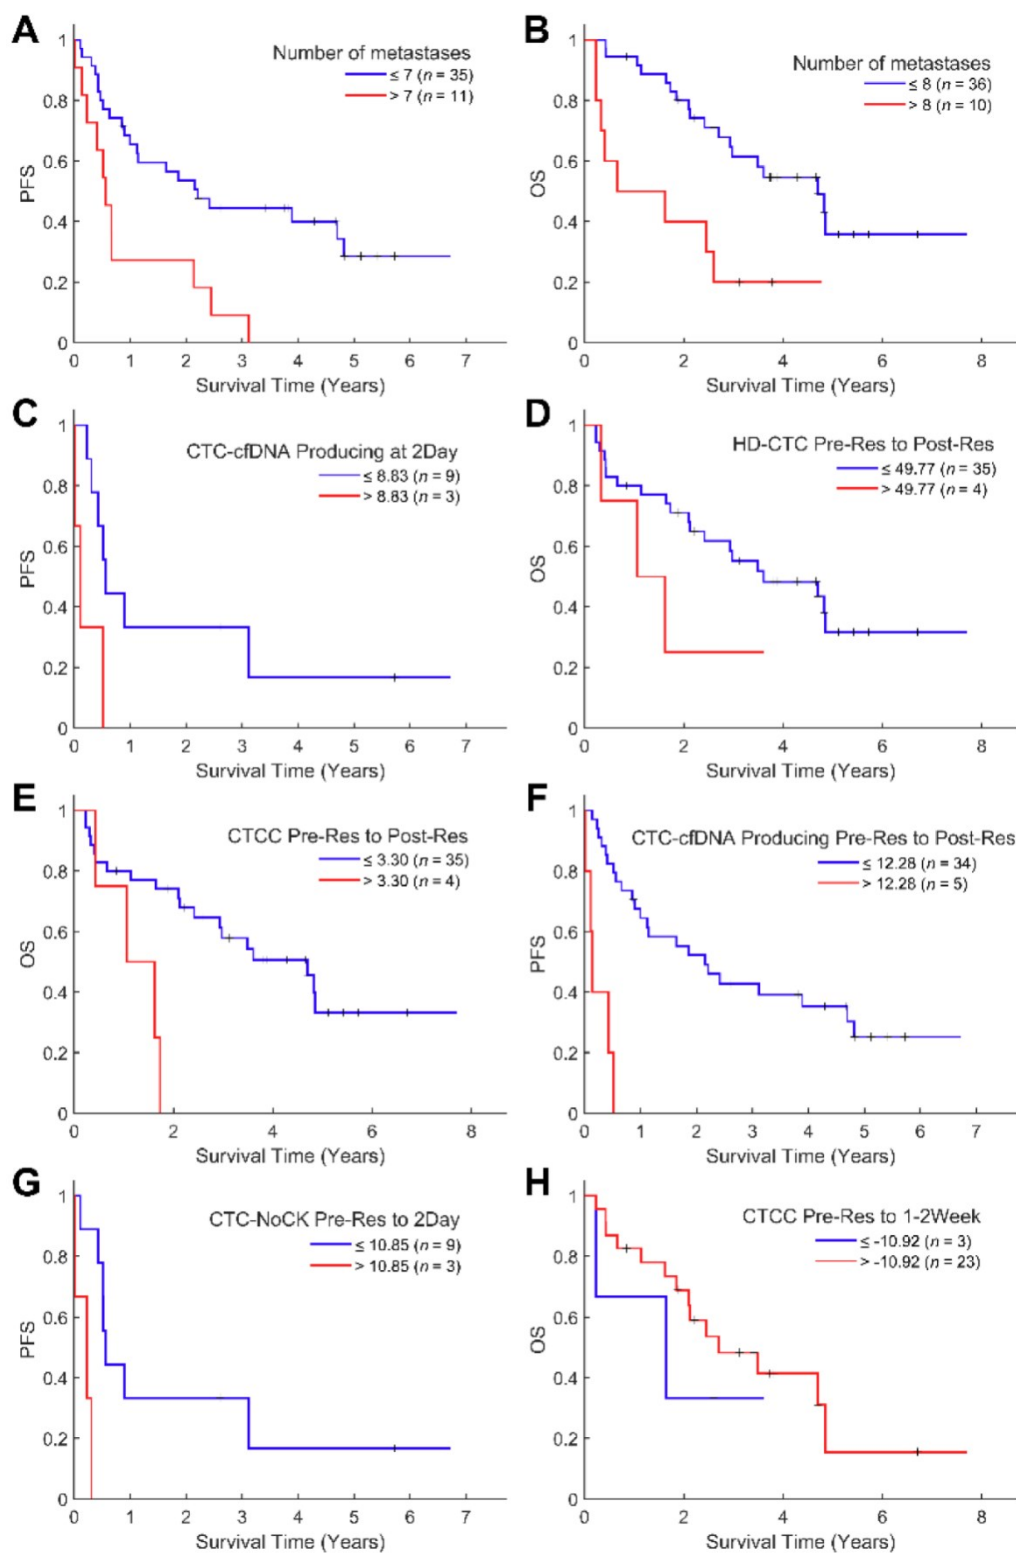 A
Number of metastases
≤ 7 (n = 35)
> 7 (n = 11)
PFS
1
0.8
0.6
0.4
0.2
0
0 1 2 3 4 5 6 7
Survival Time (Years)
B
Number of metastases
≤ 8 (n = 36)
> 8 (n = 10)
OS
1
0.8
0.6
0.4
0.2
0
0 2 4 6 8
Survival Time (Years)
C
CTC-cfDNA Producing at 2Day
≤ 8.83 (n = 9)
> 8.83 (n = 3)
PFS
1
0.8
0.6
0.4
0.2
0
0 1 2 3 4 5 6 7
Survival Time (Years)
D
HD-CTC Pre-Res to Post-Res
≤ 49.77 (n = 35)
> 49.77 (n = 4)
OS
1
0.8
0.6
0.4
0.2
0
0 2 4 6 8
Survival Time (Years)
E
CTCC Pre-Res to Post-Res
≤ 3.30 (n = 35)
> 3.30 (n = 4)
OS
1
0.8
0.6
0.4
0.2
0
0 2 4 6 8
Survival Time (Years)
F
CTC-cfDNA Producing Pre-Res to Post-Res
≤ 12.28 (n = 34)
> 12.28 (n = 5)
PFS
1
0.8
0.6
0.4
0.2
0
0 1 2 3 4 5 6 7
Survival Time (Years)
G
CTC-NoCK Pre-Res to 2Day
≤ 10.85 (n = 9)
> 10.85 (n = 3)
PFS
1
0.8
0.6
0.4
0.2
0
0 1 2 3 4 5 6 7
Survival Time (Years)
H
CTCC Pre-Res to 1-2Week
≤ -10.92 (n = 3)
> -10.92 (n = 23)
OS
1
0.8
0.6
0.4
0.2
0
0 2 4 6 8
Survival Time (Years)